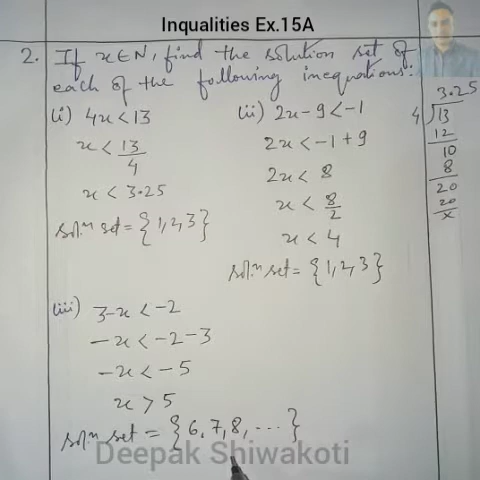 Inqualities Ex.15A
2. If x∈N, find the solution set of
each of the following inequations:
(i) 4x < 13
x < 13/4
x < 3.25
sol.ⁿ set = {1, 2, 3}
(ii) 2x - 9 < -1
2x < -1 + 9
2x < 8
x < 8/2
x < 4
sol.ⁿ set = {1, 2, 3}
(iii) 3-x < -2
-x < -2-3
-x < -5
x > 5
sol.ⁿ set = {6, 7, 8, ...}
3.25
4 13
12
10
8
20
20
x
Deepak Shiwakoti